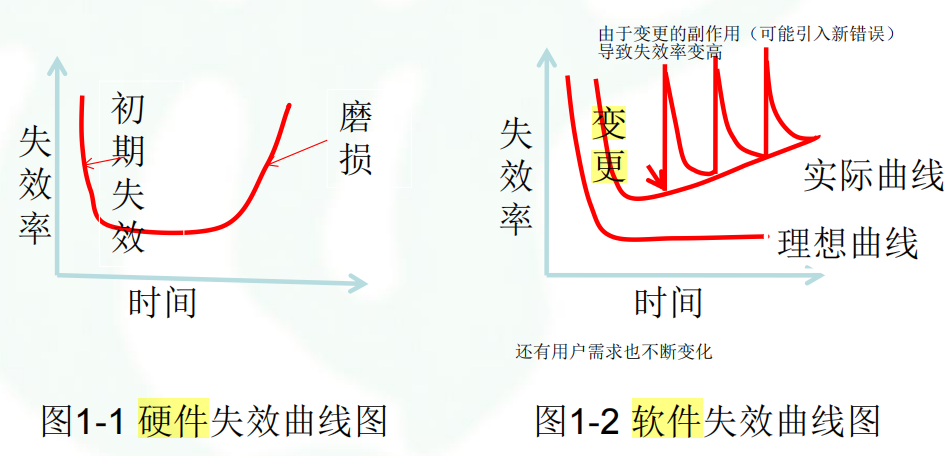 由于变更的副作用（可能引入新错误）
导致失效率变高
失效率
初期失效
磨损
时间
失效率
变更
实际曲线
理想曲线
时间
还有用户需求也不断变化
图1-1 硬件失效曲线图
图1-2 软件失效曲线图